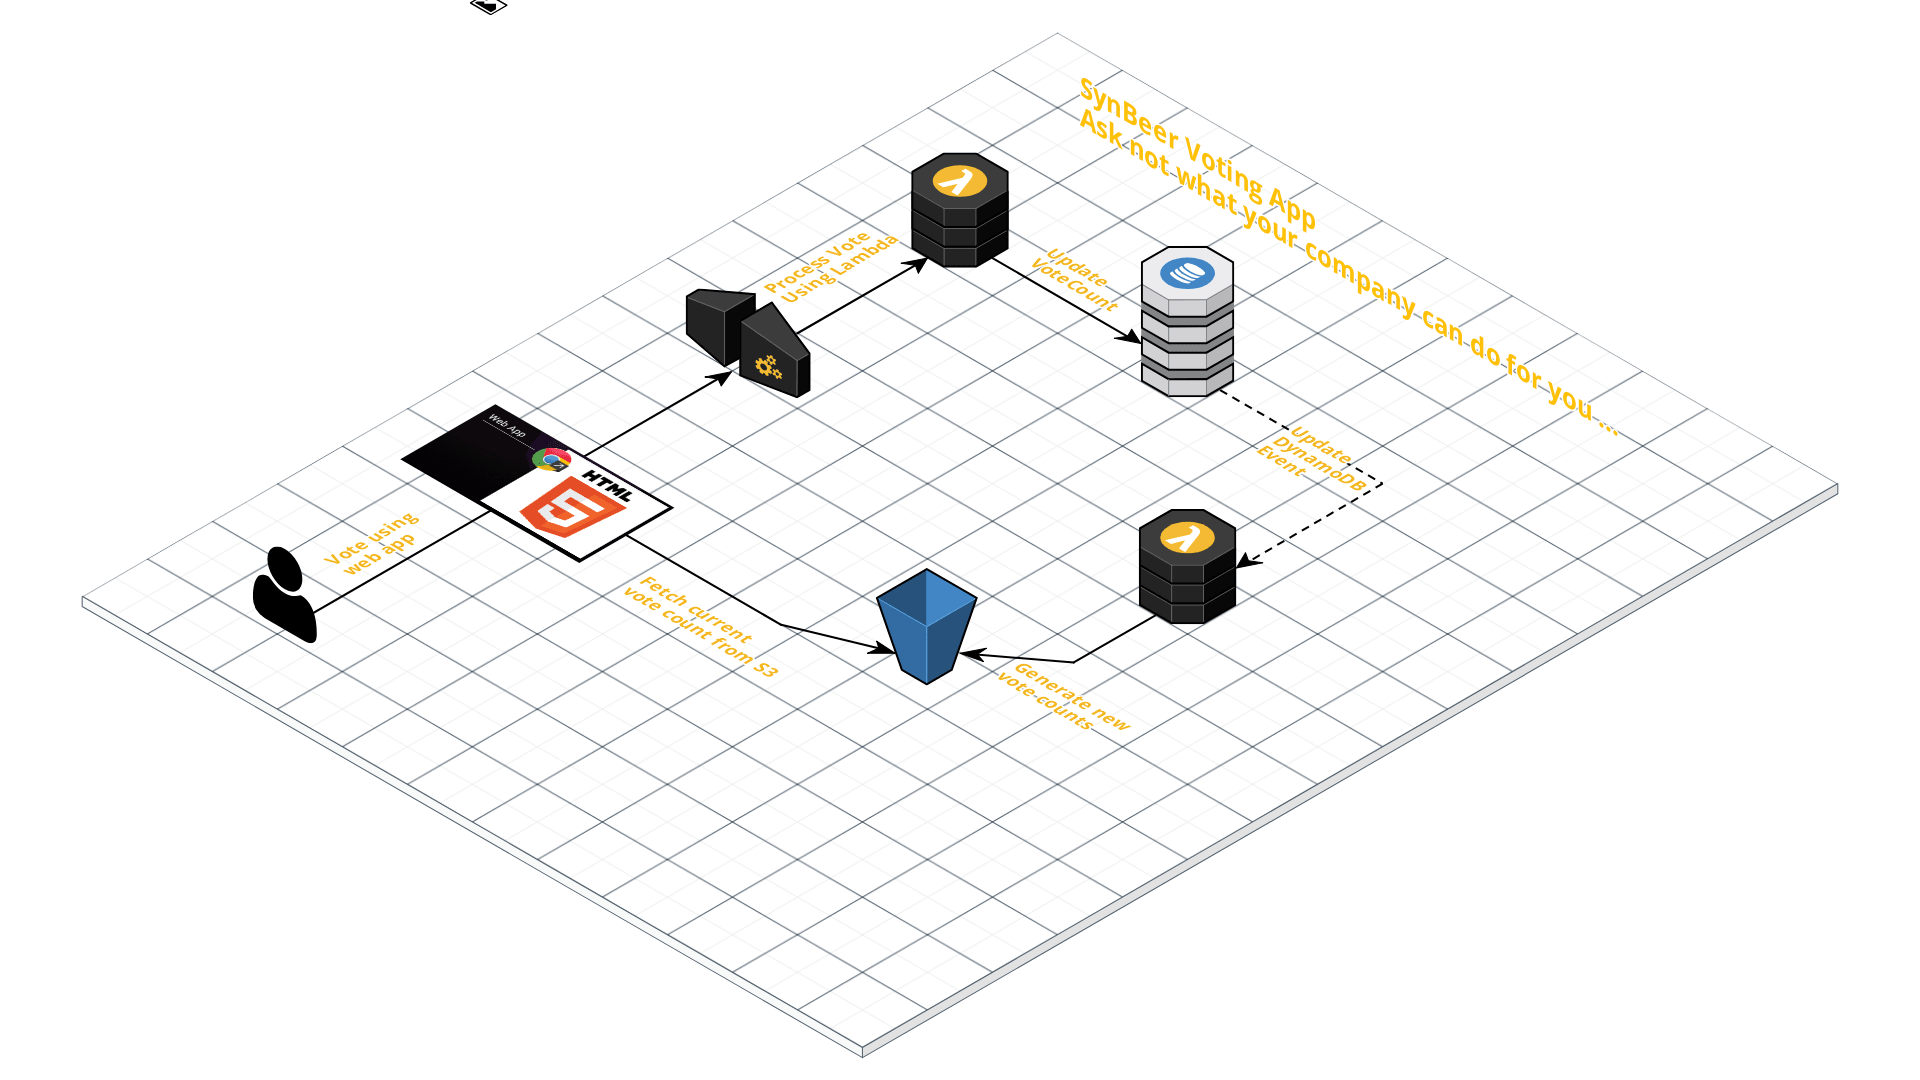 SynBeer Voting App
Ask not what your company can do for you ...
Process Vote
Using Lambda
Update
VoteCount
Web App
HTML
5
Update
DynamoDB
Event
Vote using
web app
Fetch current
vote count from S3
Generate new
vote-counts